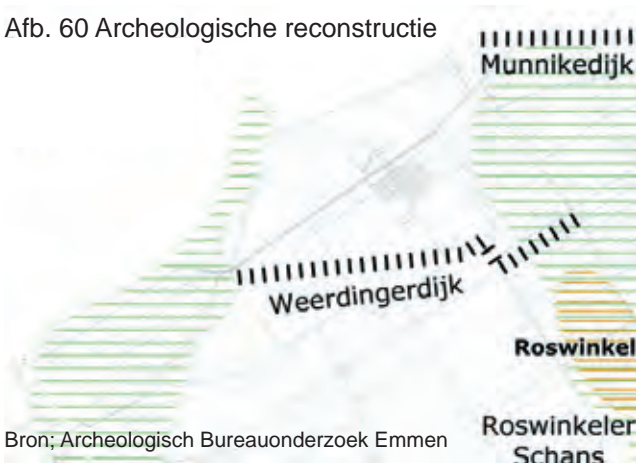 Afb. 60 Archeologische reconstructie
Munnikedijk
Weerdingerdijk
Roswinkel
Roswinkeler
Schans
Bron; Archeologisch Bureauonderzoek Emmen